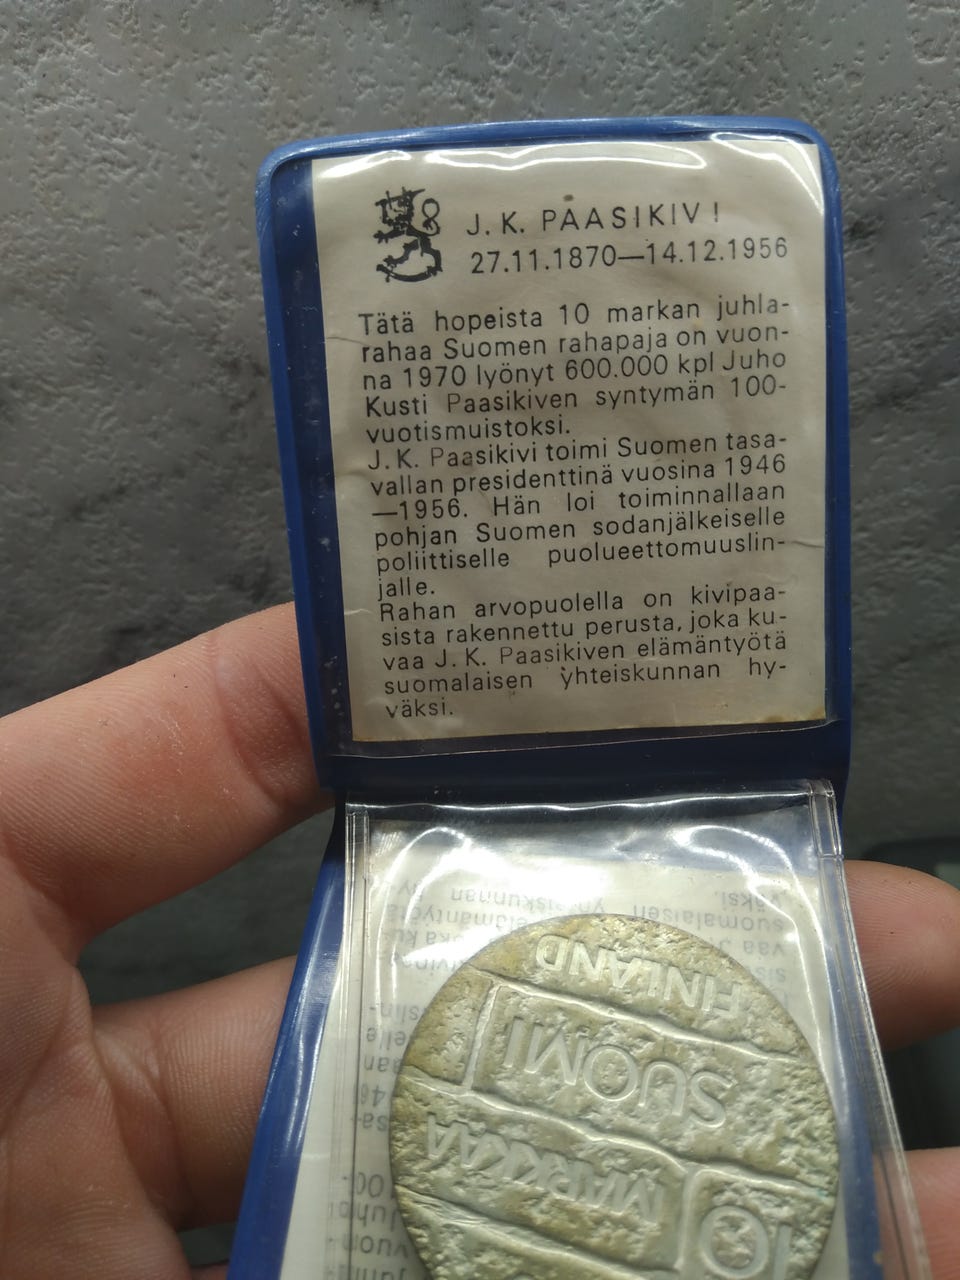 J. K. PAASIKIVI
27.11.1870—14.12.1956
Tätä hopeista 10 markan juhla-
rahaa Suomen rahapaja on vuon-
na 1970 lyönyt 600.000 kpl Juho
Kusti Paasikiven syntymän 100-
vuotismuistoksi.
J. K. Paasikivi toimi Suomen tasa-
vallan presidenttinä vuosina 1946
—1956. Hän loi toiminnallaan
pohjan Suomen sodanjälkeiselle
poliittiselle puolueettomuuslin-
jalle.
Rahan arvopuolella on kivipaa-
sista rakennettu perusta, joka ku-
vaa J. K. Paasikiven elämäntyötä
suomalaisen yhteiskunnan hy-
väksi.
FINLAND
SUOMI
MARKKAA
10